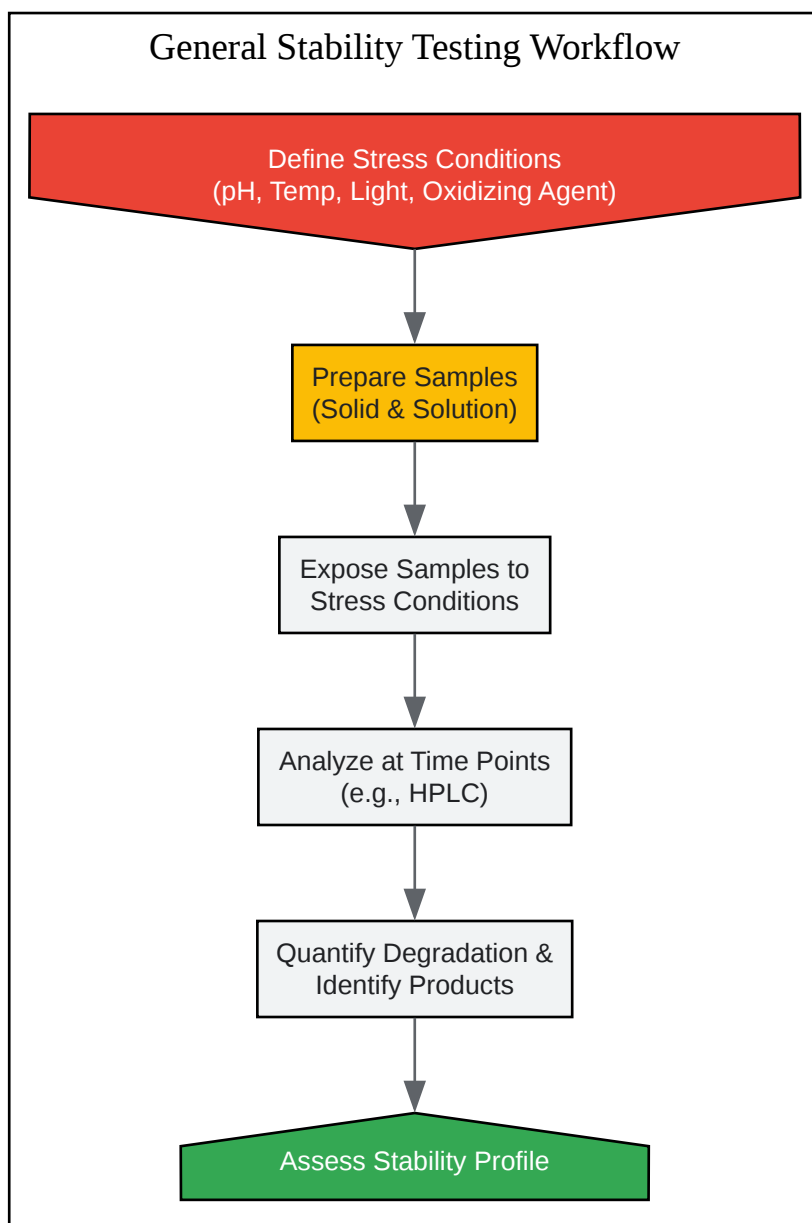 General Stability Testing Workflow
Define Stress Conditions
(pH, Temp, Light, Oxidizing Agent)
Prepare Samples
(Solid & Solution)
Expose Samples to
Stress Conditions
Analyze at Time Points
(e.g., HPLC)
Quantify Degradation &
Identify Products
Assess Stability Profile